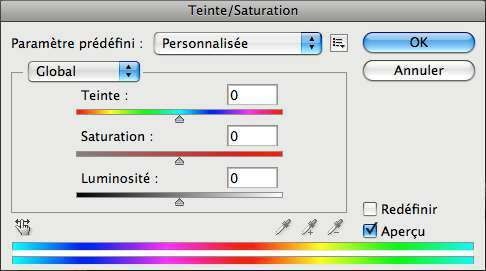 Teinte/Saturation
Paramètre prédéfini : Personnalisée
OK
Annuler
Global
Teinte : 0
Saturation : 0
Luminosité : 0
Redéfinir
Aperçu